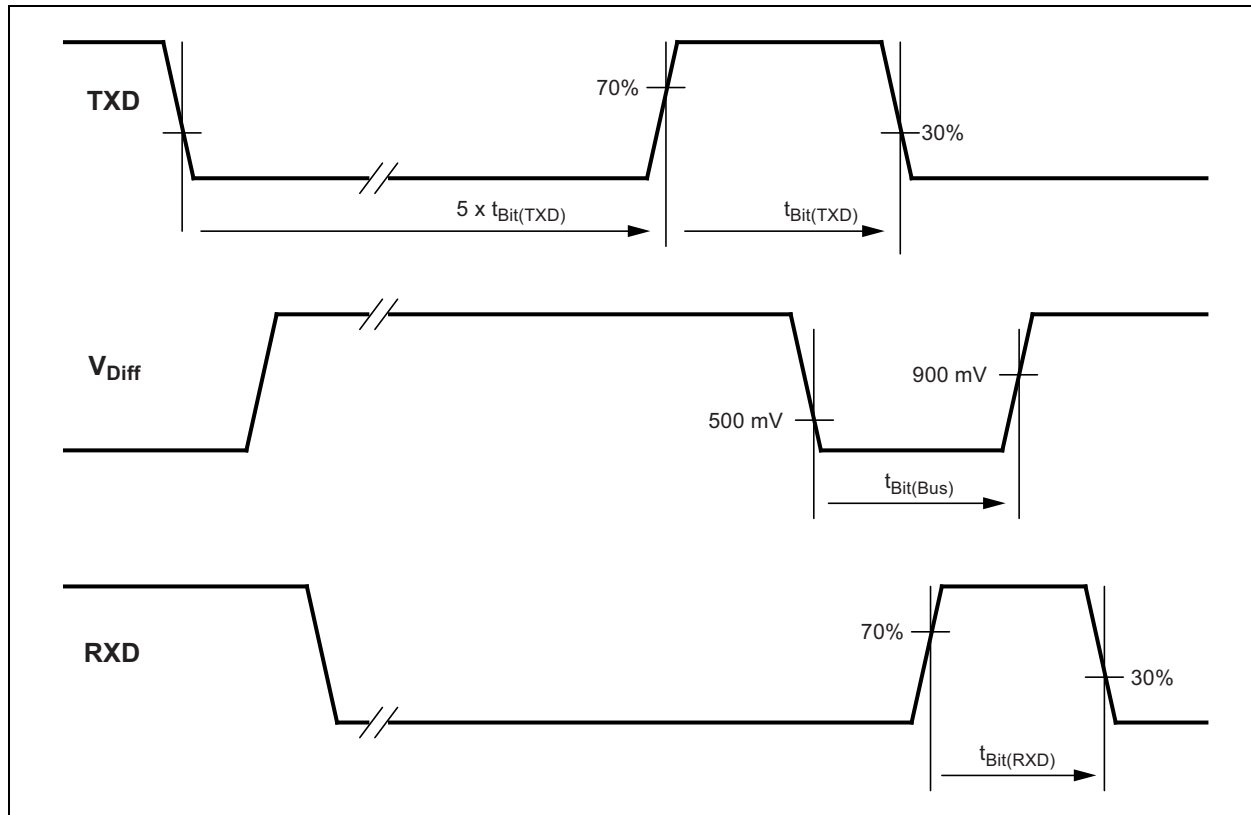 TXD
70%
30%
5 x tBit(TXD)
tBit(TXD)
VDiff
900 mV
500 mV
tBit(Bus)
RXD
70%
30%
tBit(RXD)